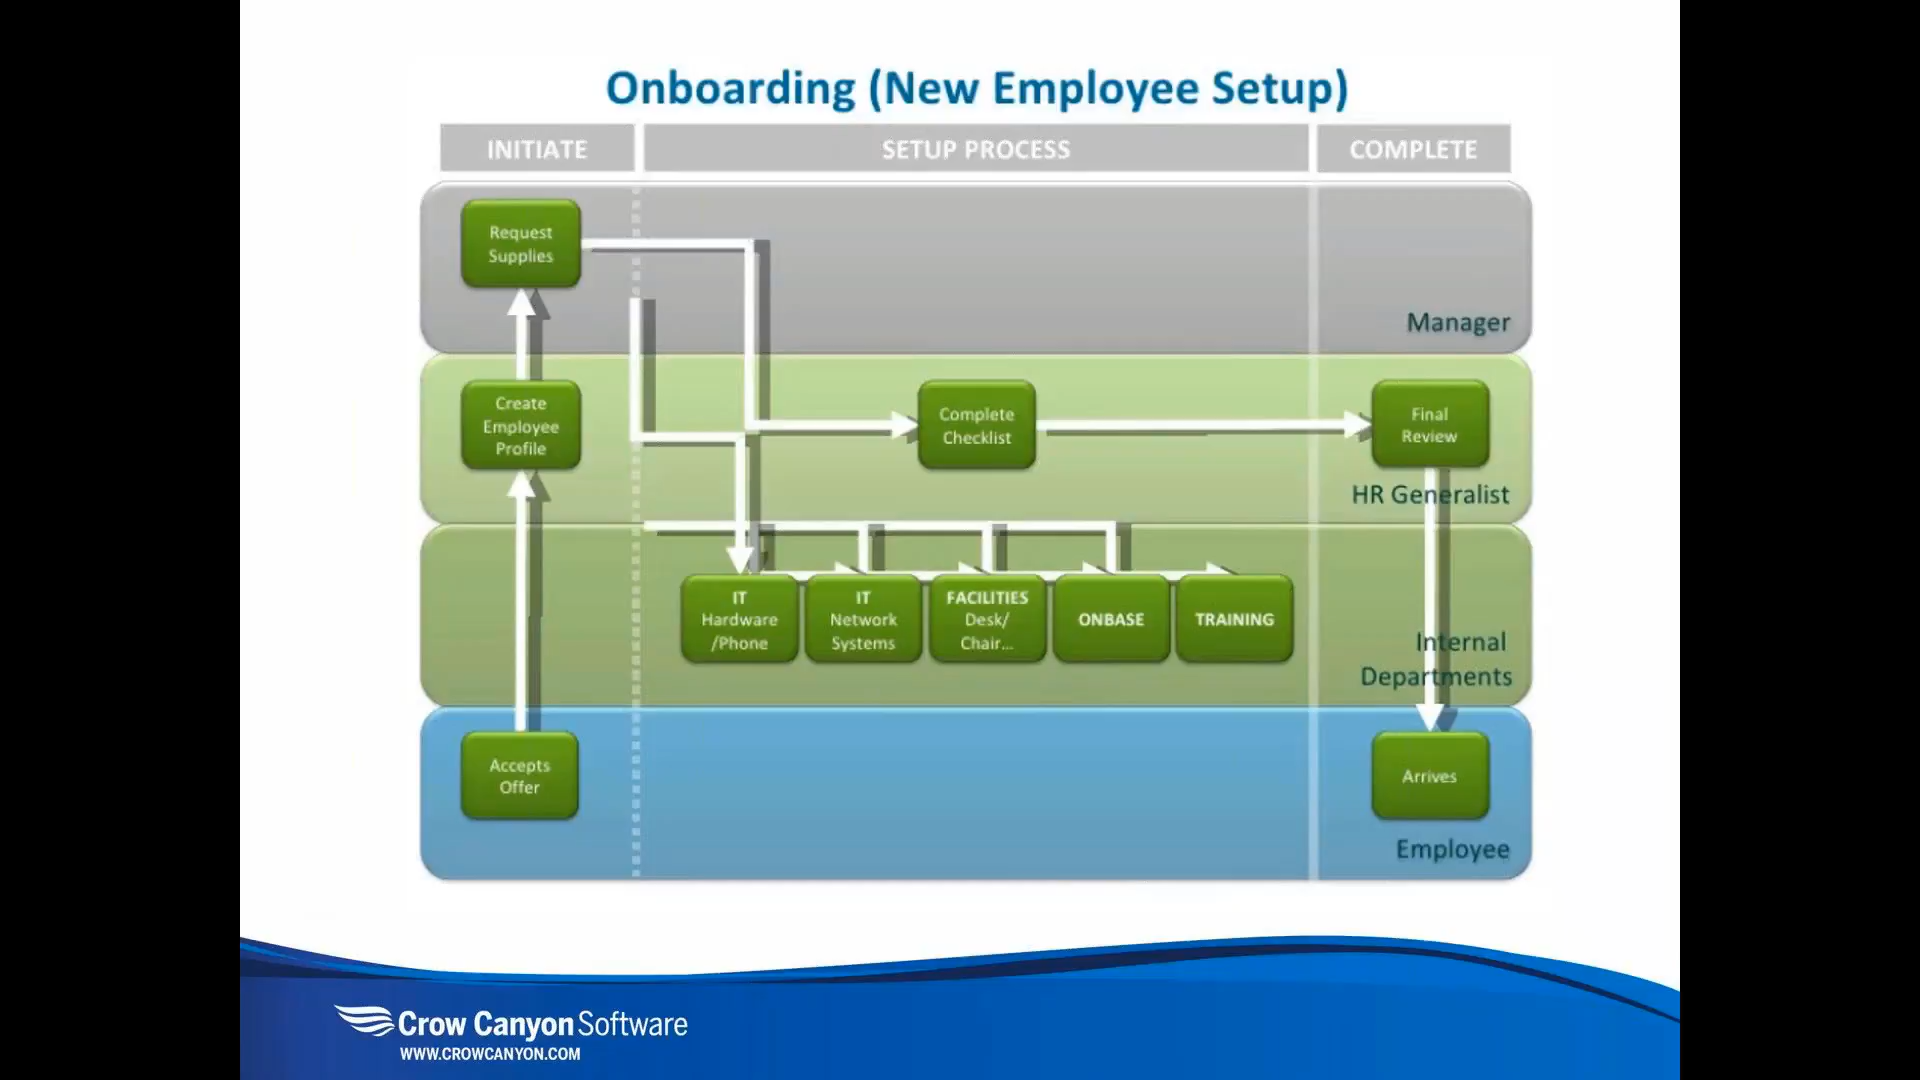 Onboarding (New Employee Setup)
INITIATE
SETUP PROCESS
COMPLETE
Request
Supplies
Manager
Create
Employee
Profile
Complete
Checklist
Final
Review
HR Generalist
IT
Hardware
/Phone
IT
Network
Systems
FACILITIES
Desk/
Chair...
ONBASE
TRAINING
Internal
Departments
Accepts
Offer
Arrives
Employee
Crow Canyon Software
WWW.CROWCANYON.COM